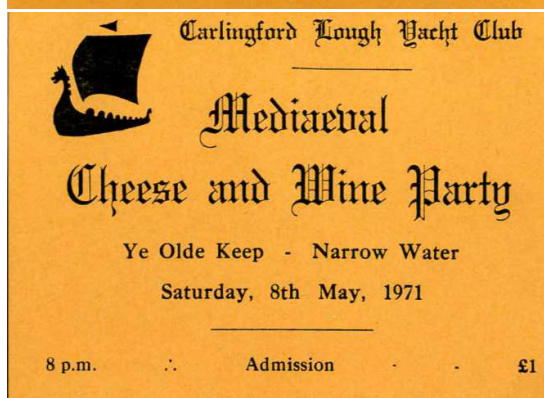 Carlingford Lough Yacht Club
Mediaeval
Cheese and Wine Party
Ye Olde Keep - Narrow Water
Saturday, 8th May, 1971
8 p.m. ∴ Admission - - £1